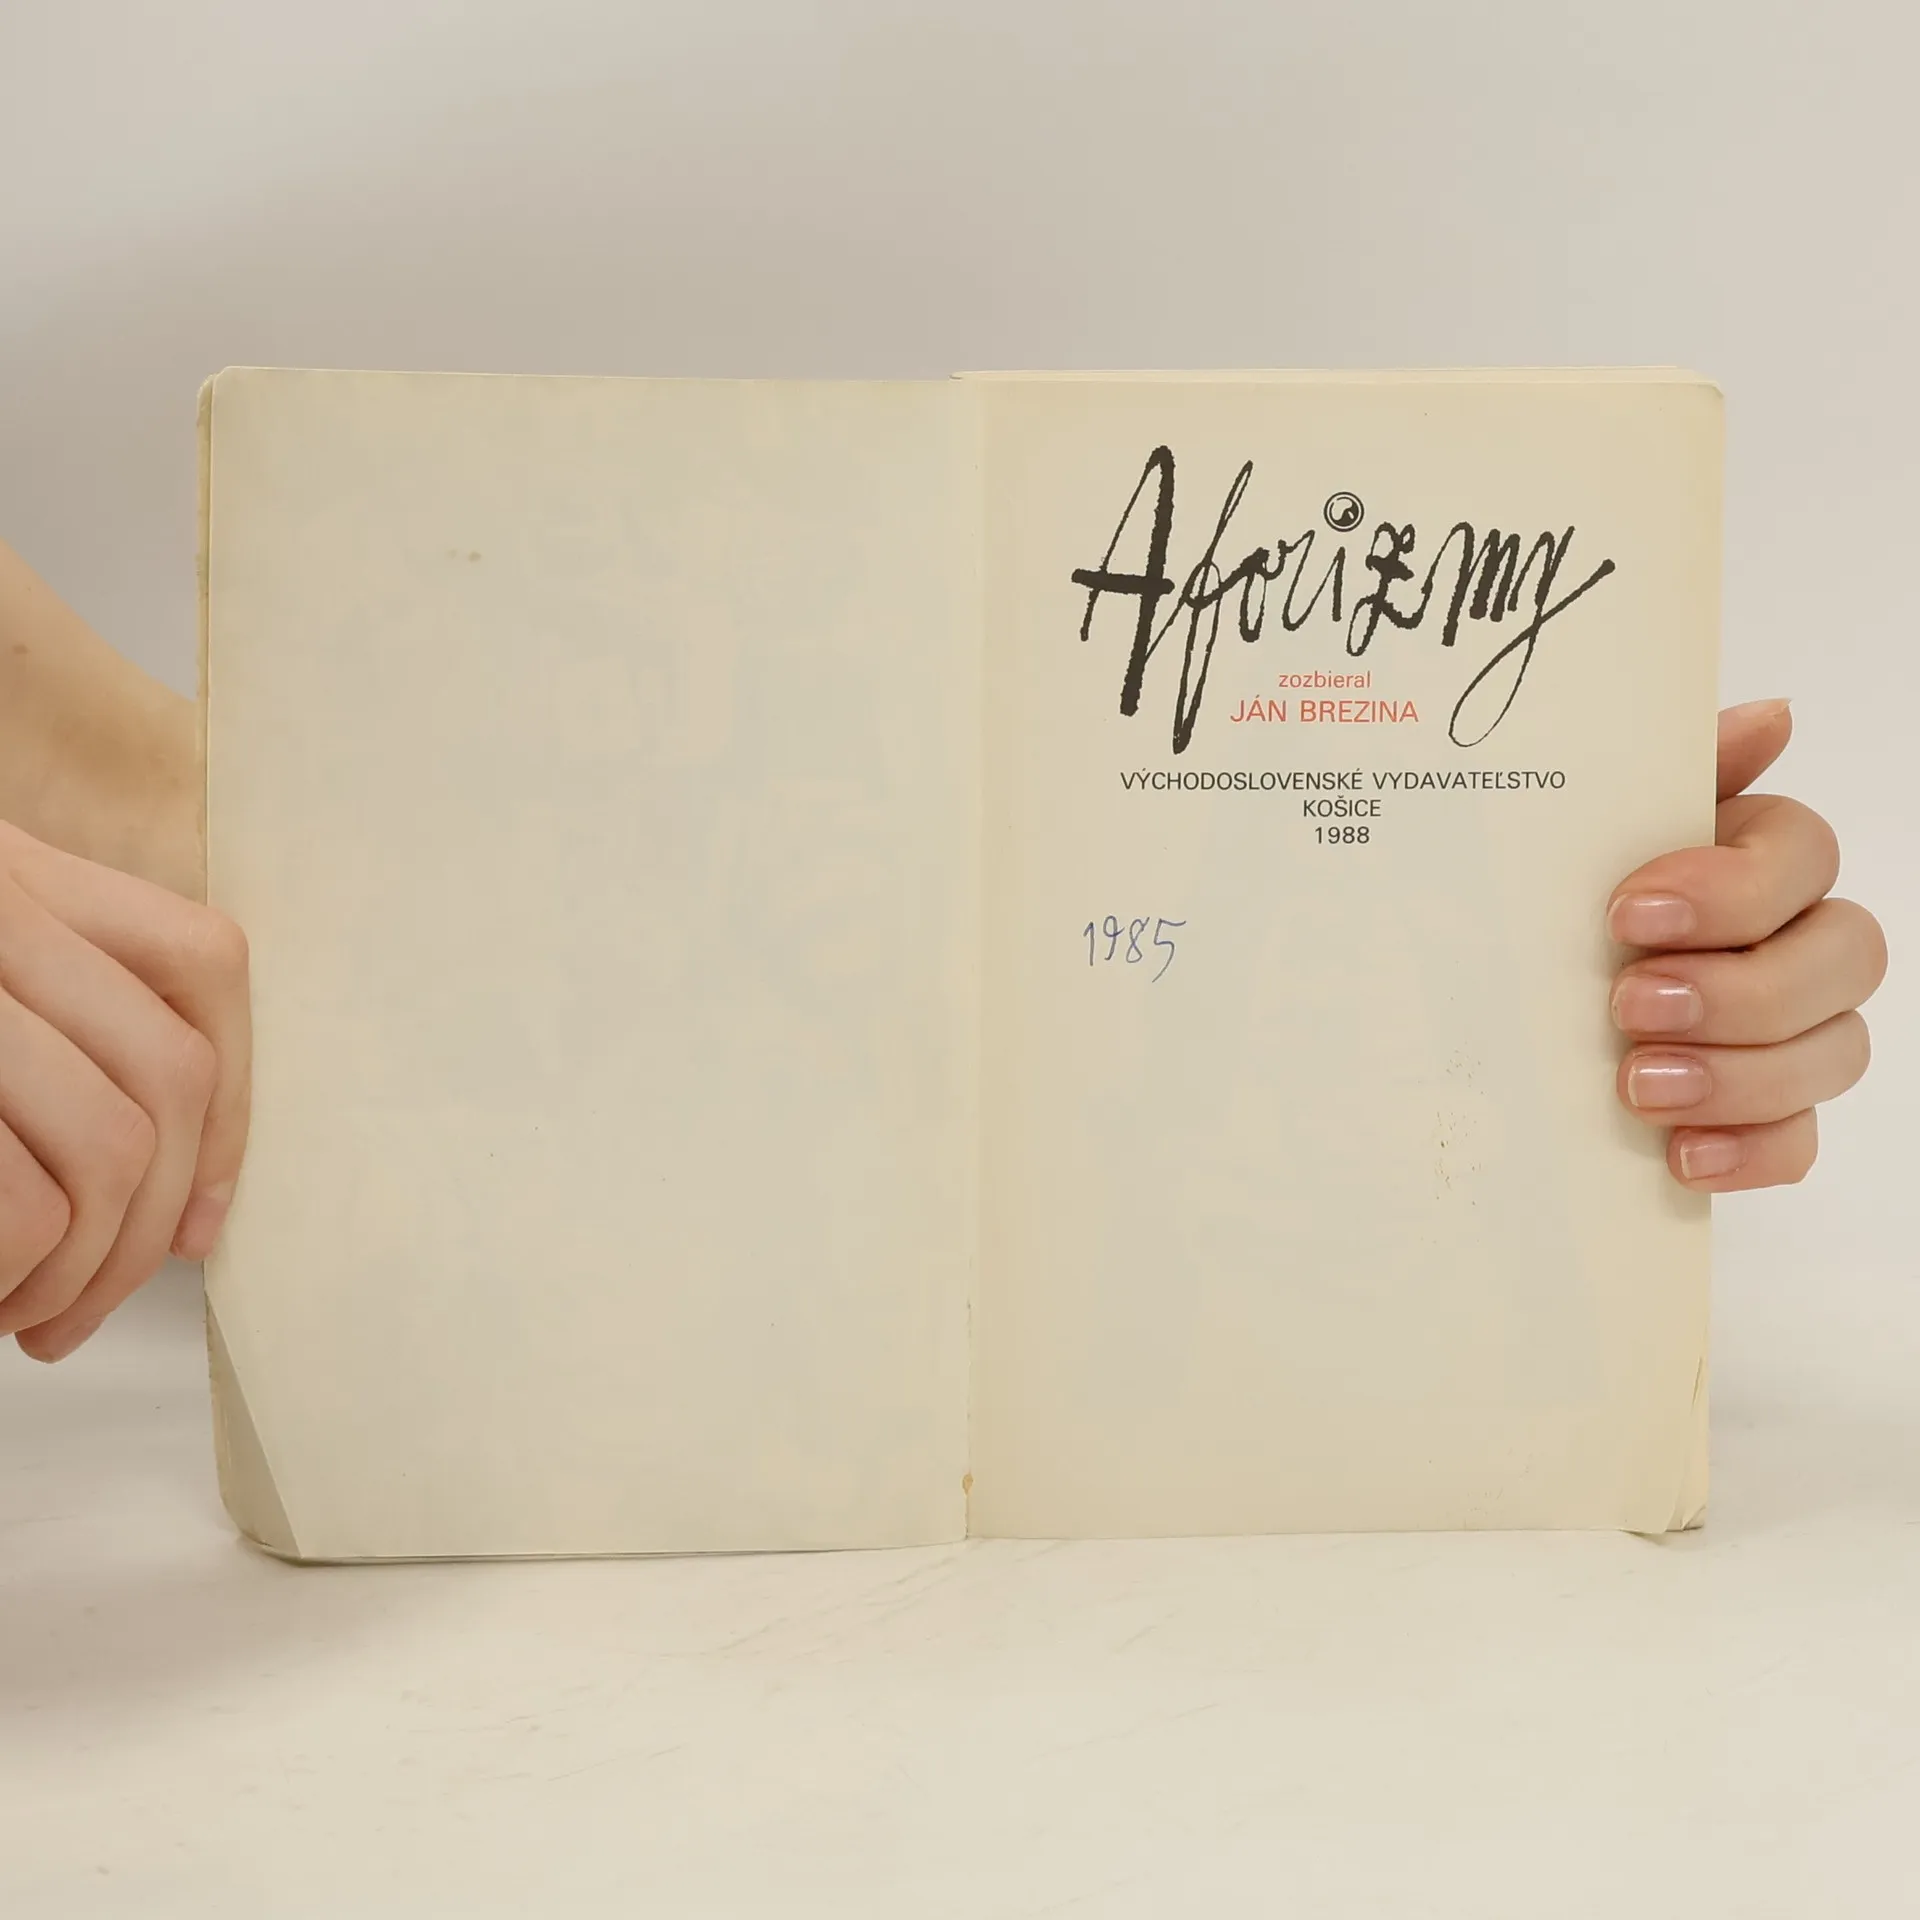 Aforizmy
zozbieral
JÁN BREZINA
VÝCHODOSLOVENSKÉ VYDAVATEĽSTVO
KOŠICE
1988
1985